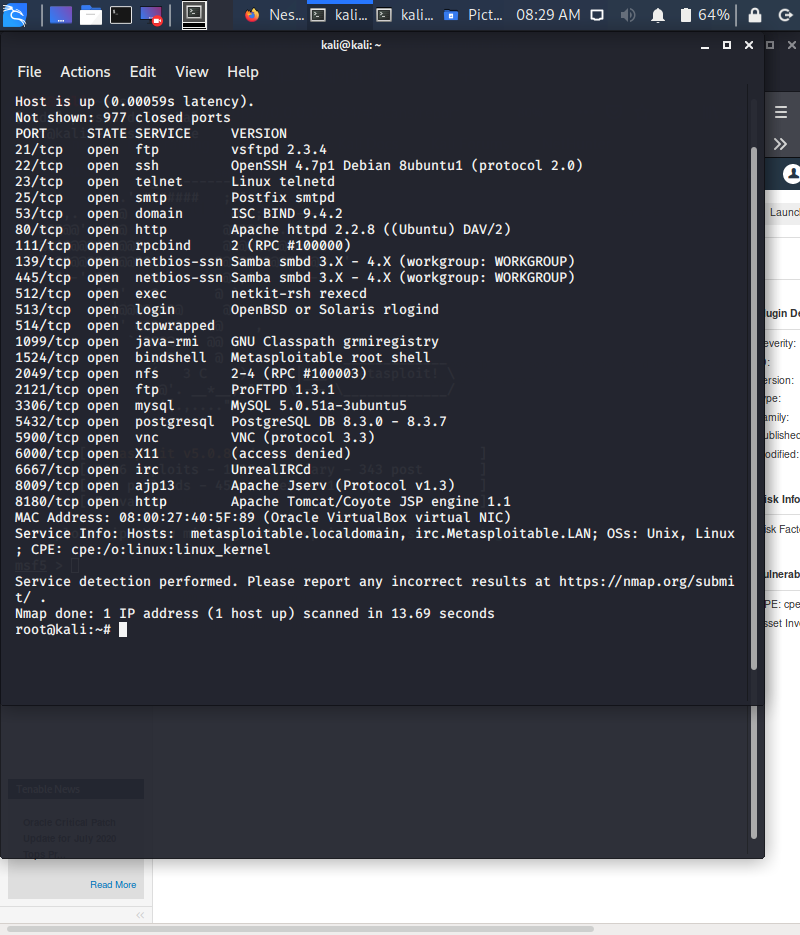 Nes...
kali...
kali...
Pict...
08:29 AM
64%
kali@kali: ~
File Actions Edit View Help
Host is up (0.00059s latency).
Not shown: 977 closed ports
PORT STATE SERVICE VERSION
21/tcp open ftp vsftpd 2.3.4
22/tcp open ssh OpenSSH 4.7p1 Debian 8ubuntu1 (protocol 2.0)
23/tcp open telnet Linux telnetd
25/tcp open smtp Postfix smtpd
53/tcp open domain ISC BIND 9.4.2
80/tcp open http Apache httpd 2.2.8 ((Ubuntu) DAV/2)
111/tcp open rpcbind 2 (RPC #100000)
139/tcp open netbios-ssn Samba smbd 3.X - 4.X (workgroup: WORKGROUP)
445/tcp open netbios-ssn Samba smbd 3.X - 4.X (workgroup: WORKGROUP)
512/tcp open exec netkit-rsh rexecd
513/tcp open login OpenBSD or Solaris rlogind
514/tcp open tcpwrapped
1099/tcp open java-rmi GNU Classpath grmiregistry
1524/tcp open bindshell Metasploitable root shell
2049/tcp open nfs 2-4 (RPC #100003)
2121/tcp open ftp ProFTPD 1.3.1
3306/tcp open mysql MySQL 5.0.51a-3ubuntu5
5432/tcp open postgresql PostgreSQL DB 8.3.0 - 8.3.7
5900/tcp open vnc VNC (protocol 3.3)
6000/tcp open X11 (access denied)
6667/tcp open irc UnrealIRCd
8009/tcp open ajp13 Apache Jserv (Protocol v1.3)
8180/tcp open http Apache Tomcat/Coyote JSP engine 1.1
MAC Address: 08:00:27:40:5F:89 (Oracle VirtualBox virtual NIC)
Service Info: Hosts:  metasploitable.localdomain, irc.Metasploitable.LAN; OSs: Unix, Linux
; CPE: cpe:/o:linux:linux_kernel
msf5 >
Service detection performed. Please report any incorrect results at https://nmap.org/submi
t/ .
Nmap done: 1 IP address (1 host up) scanned in 13.69 seconds
root@kali:~#
Launc
lugin De
everity:
ersion:
ype:
amily:
ublished
odified:
isk Info
isk Facto
ulnerab
PE: cpe
sset Inv
Tenable News
Oracle Critical Patch
Update for July 2020
Read More